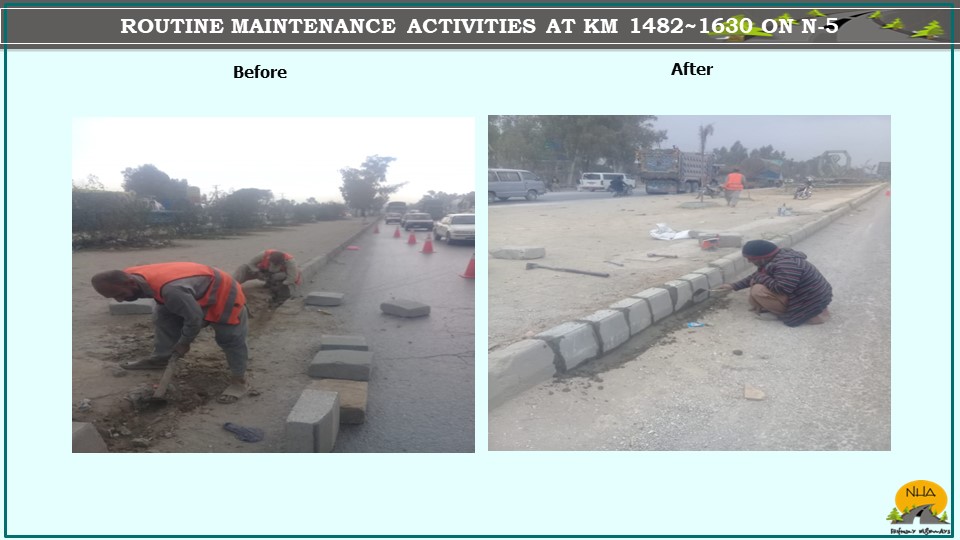 ROUTINE MAINTENANCE ACTIVITIES AT KM 1482~1630 ON N-5
Before
After
NHA